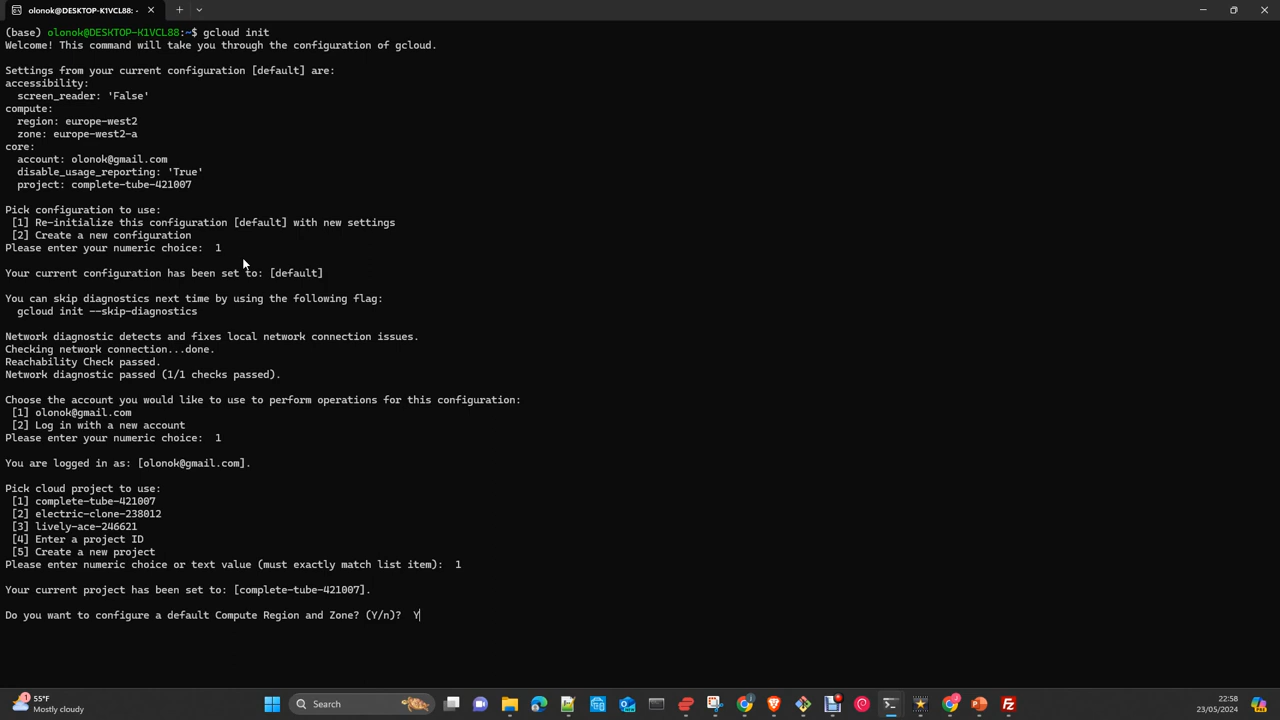 olonok@DESKTOP-K1VCL88: ~
(base) olonok@DESKTOP-K1VCL88:~$ gcloud init
Welcome! This command will take you through the configuration of gcloud.
Settings from your current configuration [default] are:
accessibility:
  screen_reader: 'False'
compute:
  region: europe-west2
  zone: europe-west2-a
core:
  account: olonok@gmail.com
  disable_usage_reporting: 'True'
  project: complete-tube-421007
Pick configuration to use:
 [1] Re-initialize this configuration [default] with new settings
 [2] Create a new configuration
Please enter your numeric choice:  1
Your current configuration has been set to: [default]
You can skip diagnostics next time by using the following flag:
  gcloud init --skip-diagnostics
Network diagnostic detects and fixes local network connection issues.
Checking network connection...done.
Reachability Check passed.
Network diagnostic passed (1/1 checks passed).
Choose the account you would like to use to perform operations for this configuration:
 [1] olonok@gmail.com
 [2] Log in with a new account
Please enter your numeric choice:  1
You are logged in as: [olonok@gmail.com].
Pick cloud project to use:
 [1] complete-tube-421007
 [2] electric-clone-238012
 [3] lively-ace-246621
 [4] Enter a project ID
 [5] Create a new project
Please enter numeric choice or text value (must exactly match list item):  1
Your current project has been set to: [complete-tube-421007].
Do you want to configure a default Compute Region and Zone? (Y/n)?  Y
1
55°F
Mostly cloudy
Search
22:58
23/05/2024